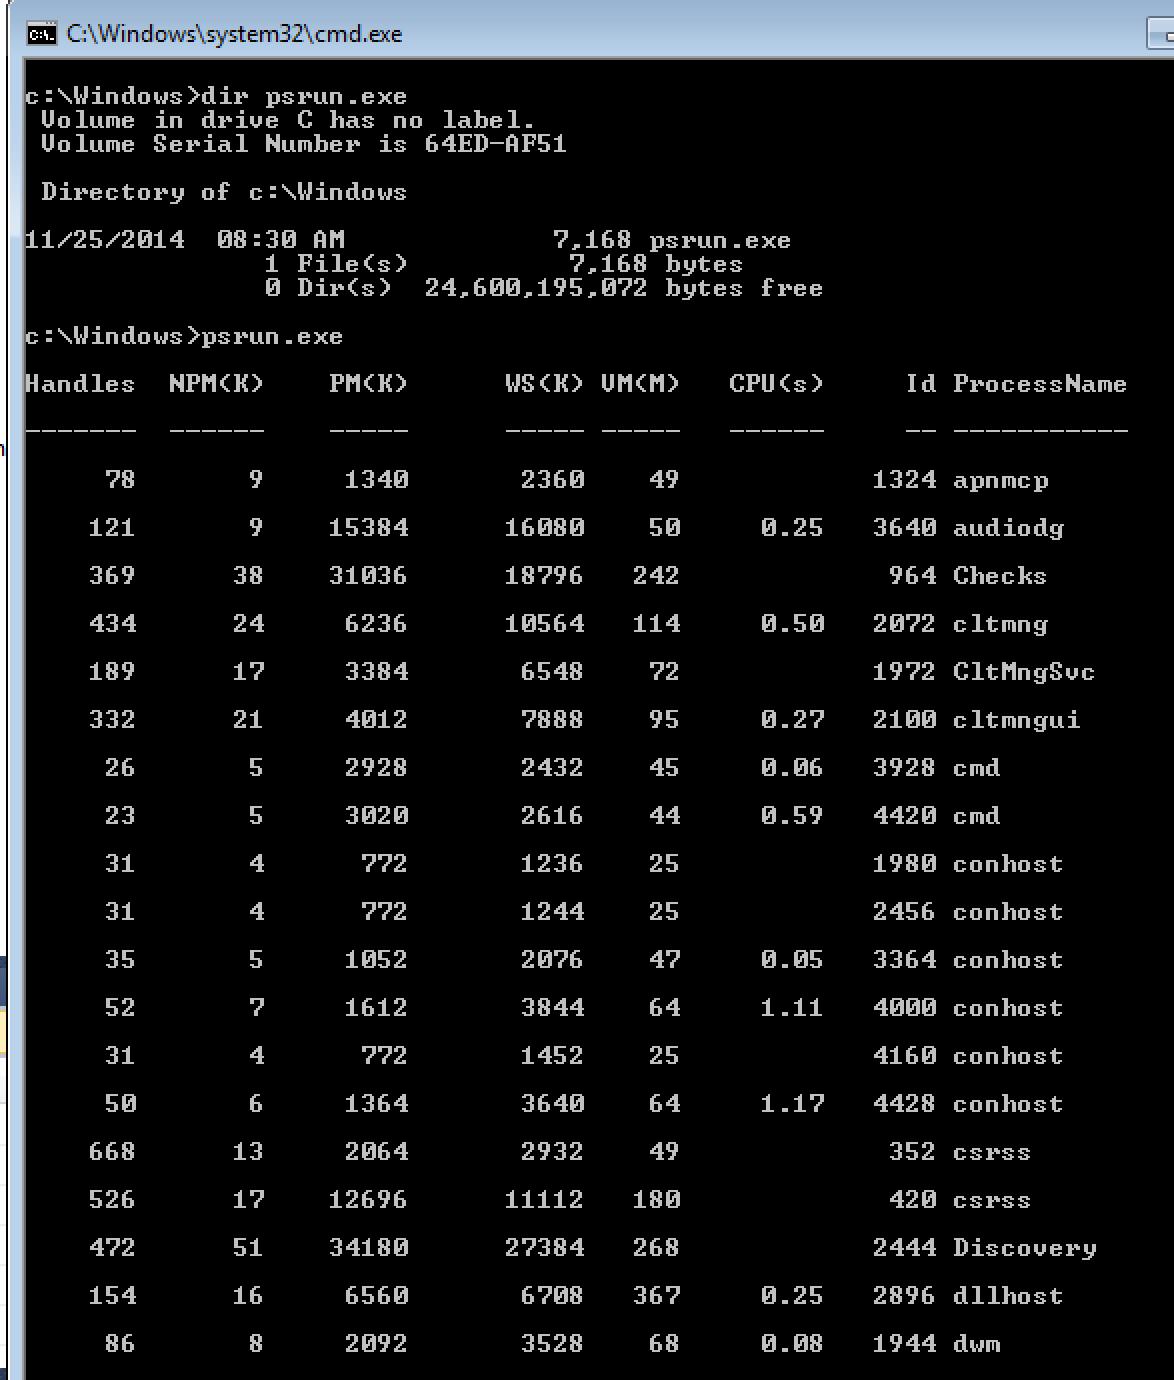 C:\Windows\system32\cmd.exe
c:\Windows>dir psrun.exe
Volume in drive C has no label.
Volume Serial Number is 64ED-AF51
Directory of c:\Windows
11/25/2014  08:30 AM             7,168 psrun.exe
1 File(s)          7,168 bytes
0 Dir(s)  24,600,195,072 bytes free
c:\Windows>psrun.exe
Handles  NPM(K)    PM(K)      WS(K) VM(M)   CPU(s)     Id ProcessName
-------  ------    -----      ----- -----   ------     -- -----------
78       9     1340       2360    49            1324 apnmcp
121       9    15384      16080    50     0.25   3640 audiodg
369      38    31036      18796   242             964 Checks
434      24     6236      10564   114     0.50   2072 cltmng
189      17     3384       6548    72            1972 CltMngSvc
332      21     4012       7888    95     0.27   2100 cltmngui
26       5     2928       2432    45     0.06   3928 cmd
23       5     3020       2616    44     0.59   4420 cmd
31       4      772       1236    25            1980 conhost
31       4      772       1244    25            2456 conhost
35       5     1052       2076    47     0.05   3364 conhost
52       7     1612       3844    64     1.11   4000 conhost
31       4      772       1452    25            4160 conhost
50       6     1364       3640    64     1.17   4428 conhost
668      13     2064       2932    49             352 csrss
526      17    12696      11112   180             420 csrss
472      51    34180      27384   268            2444 Discovery
154      16     6560       6708   367     0.25   2896 dllhost
86       8     2092       3528    68     0.08   1944 dwm